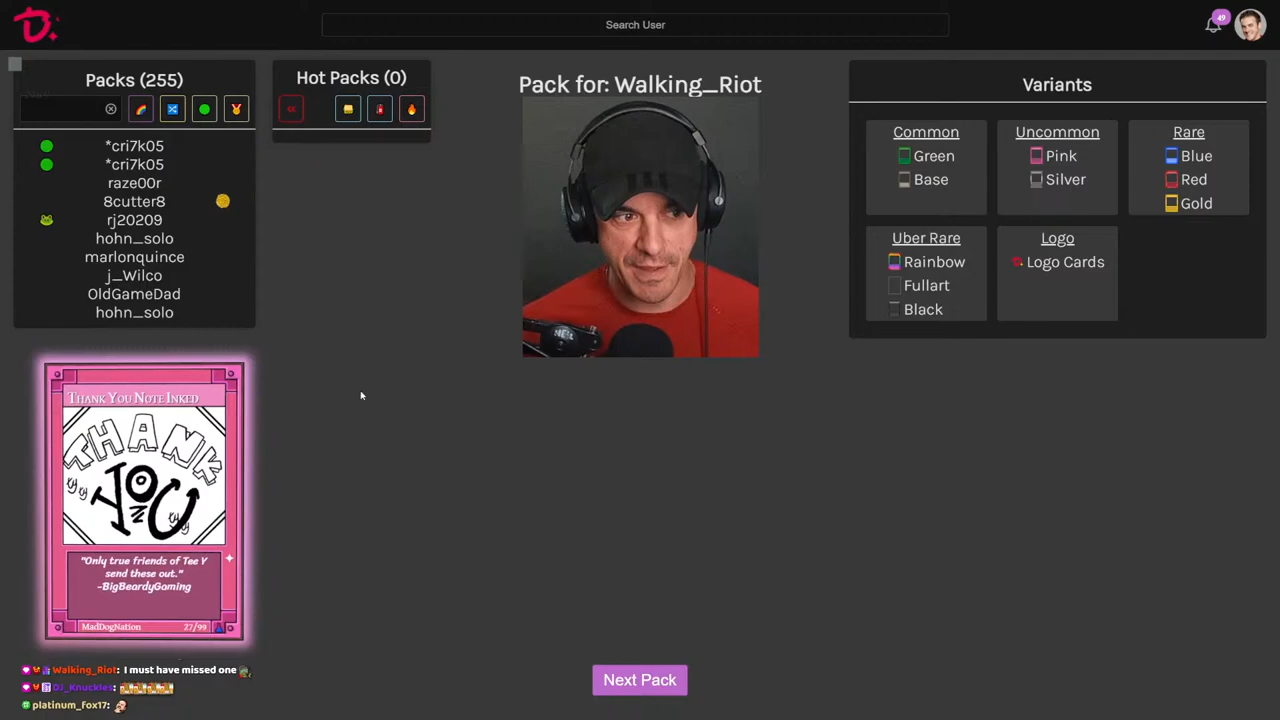 Search User
49
Packs (255)
*cri7k05
*cri7k05
raze00r
8cutter8
rj20209
hohn_solo
marlonquince
j_Wilco
OldGameDad
hohn_solo
Hot Packs (0)
Pack for: Walking_Riot
Variants
Common
Green
Base
Uncommon
Pink
Silver
Rare
Blue
Red
Gold
Uber Rare
Rainbow
Fullart
Black
Logo
Logo Cards
THANK YOU NOTE INKED
THANK
YOU
"Only true friends of Tee Y
send these out."
-BigBeardyGaming
MadDogNation 27/99
Walking_Riot: I must have missed one
DJ_Knuckles:
platinum_fox17:
Next Pack